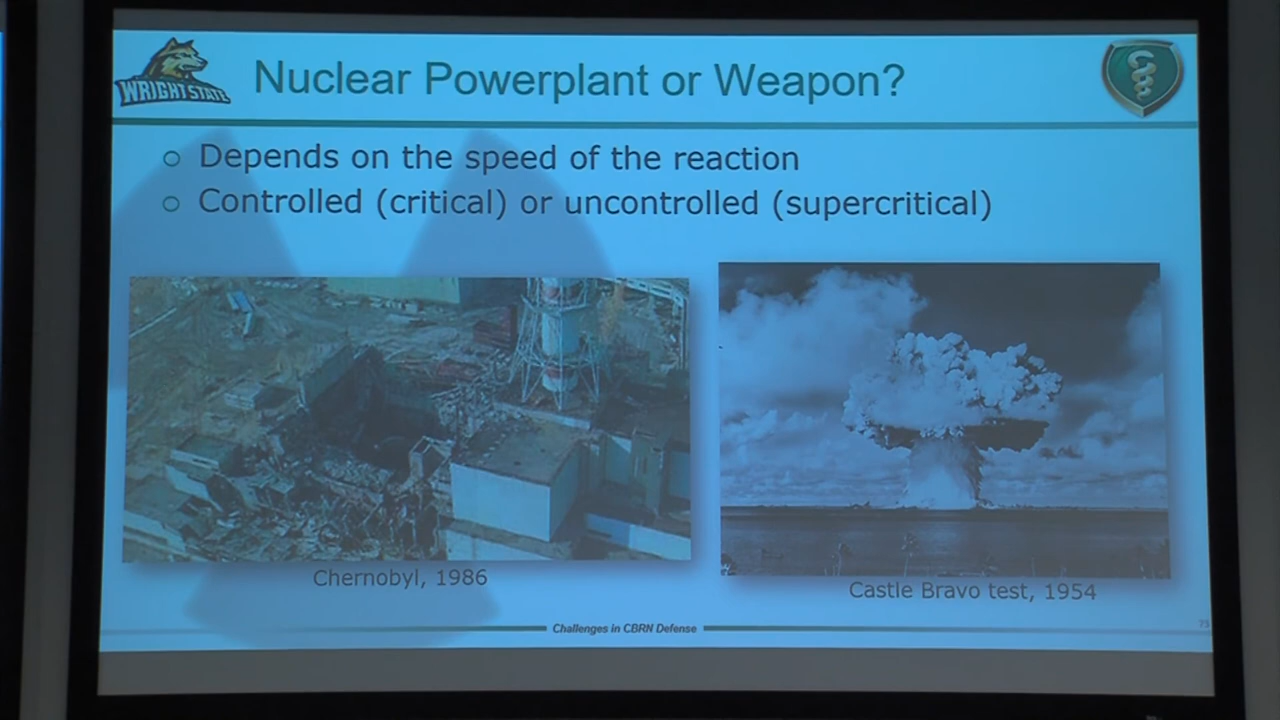 WRIGHT STATE
Nuclear Powerplant or Weapon?
Depends on the speed of the reaction
Controlled (critical) or uncontrolled (supercritical)
Chernobyl, 1986
Castle Bravo test, 1954
Challenges in CBRN Defense